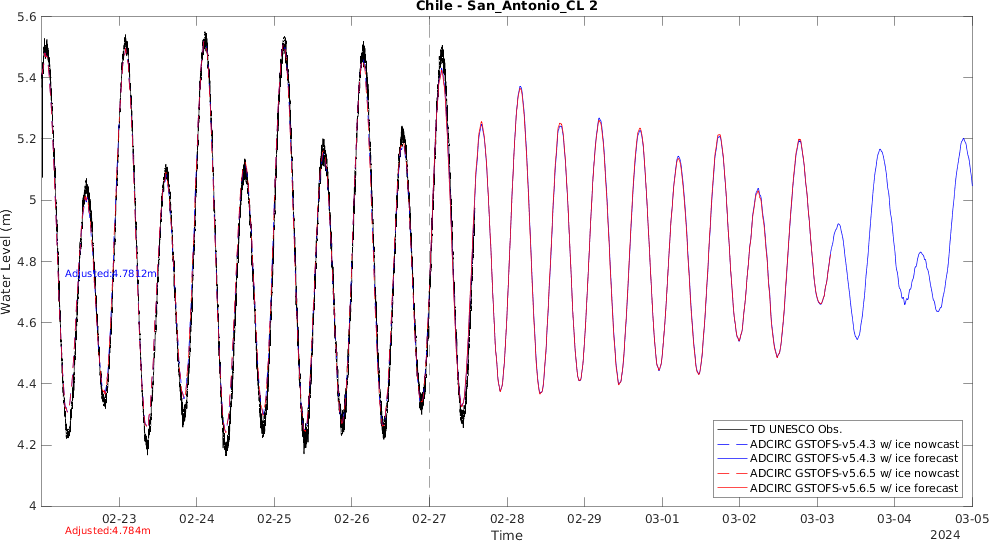 Chile - San_Antonio_CL 2
5.6
5.4
5.2
5
4.8
4.6
4.4
4.2
4
Water Level (m)
Adjusted:4.7812m
Adjusted:4.784m
TD UNESCO Obs.
ADCIRC GSTOFS-v5.4.3 w/ ice nowcast
ADCIRC GSTOFS-v5.4.3 w/ ice forecast
ADCIRC GSTOFS-v5.6.5 w/ ice nowcast
ADCIRC GSTOFS-v5.6.5 w/ ice forecast
02-23 02-24 02-25 02-26 02-27 02-28 02-29 03-01 03-02 03-03 03-04 03-05
Time
2024